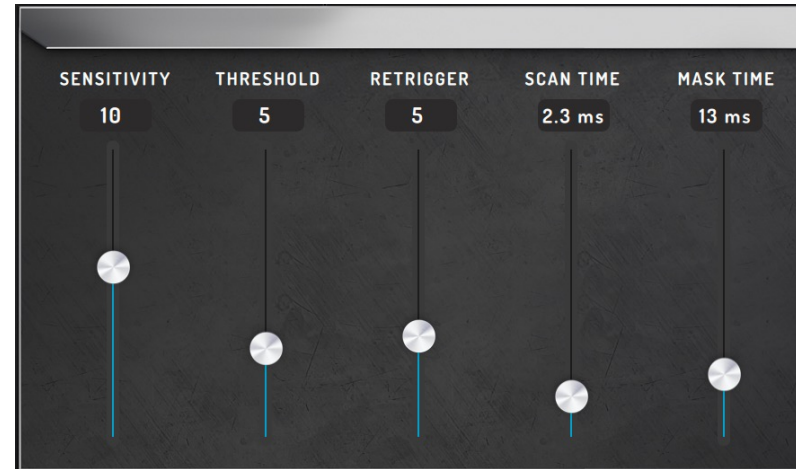 SENSITIVITY THRESHOLD RETRIGGER SCAN TIME MASK TIME
10 5 5 2.3 ms 13 ms